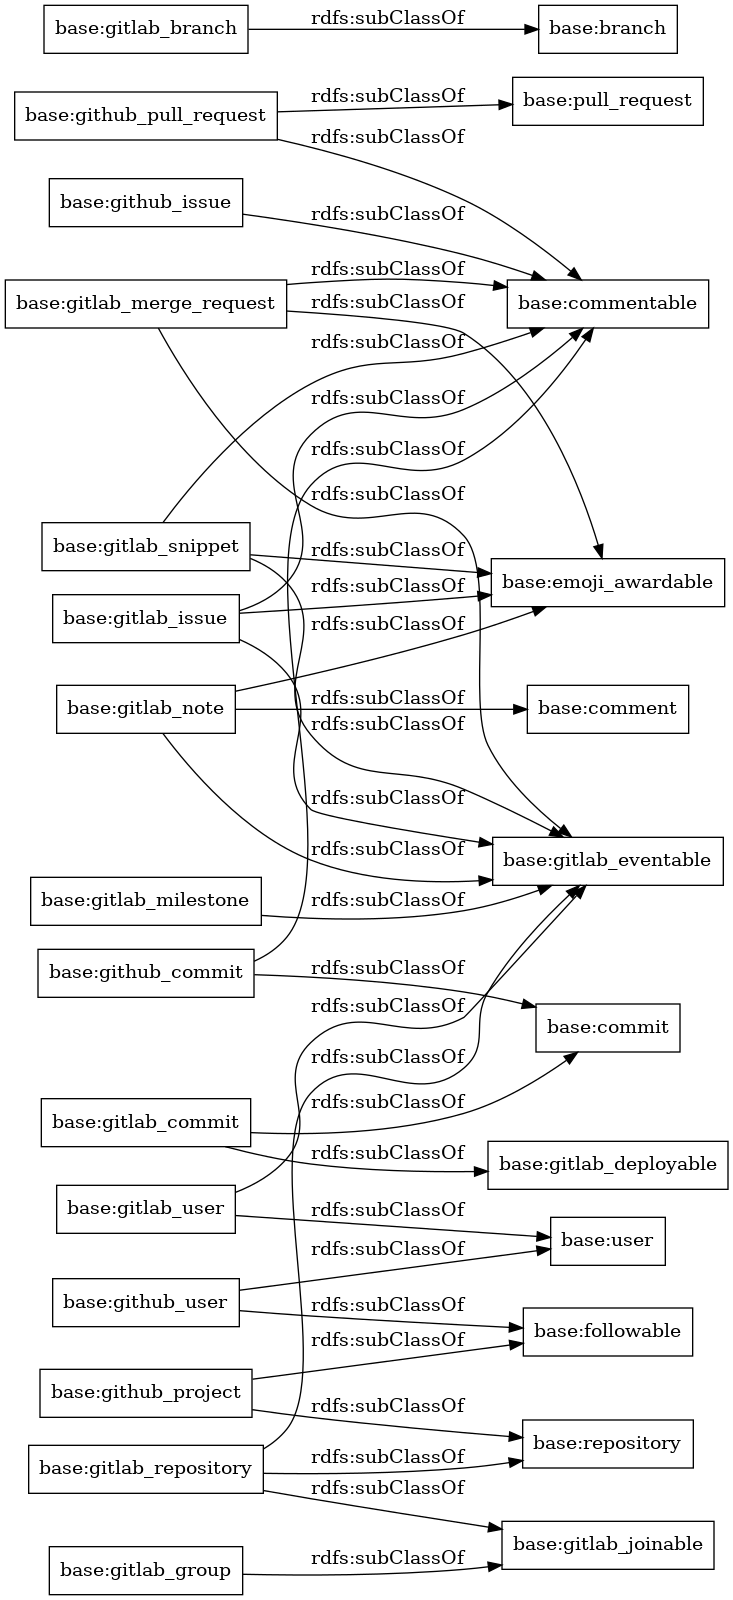 base:gitlab_branch rdfs:subClassOf base:branch
base:github_pull_request rdfs:subClassOf base:pull_request
rdfs:subClassOf
base:github_issue rdfs:subClassOf
base:gitlab_merge_request rdfs:subClassOf base:commentable
rdfs:subClassOf
rdfs:subClassOf
rdfs:subClassOf
rdfs:subClassOf
rdfs:subClassOf
base:gitlab_snippet rdfs:subClassOf base:emoji_awardable
base:gitlab_issue rdfs:subClassOf
rdfs:subClassOf
base:gitlab_note rdfs:subClassOf base:comment
rdfs:subClassOf
rdfs:subClassOf
rdfs:subClassOf base:gitlab_eventable
base:gitlab_milestone rdfs:subClassOf
base:github_commit rdfs:subClassOf
rdfs:subClassOf base:commit
rdfs:subClassOf
base:gitlab_commit rdfs:subClassOf
rdfs:subClassOf base:gitlab_deployable
base:gitlab_user rdfs:subClassOf base:user
rdfs:subClassOf
base:github_user rdfs:subClassOf base:followable
rdfs:subClassOf
base:github_project rdfs:subClassOf base:repository
base:gitlab_repository rdfs:subClassOf
rdfs:subClassOf
base:gitlab_group rdfs:subClassOf base:gitlab_joinable